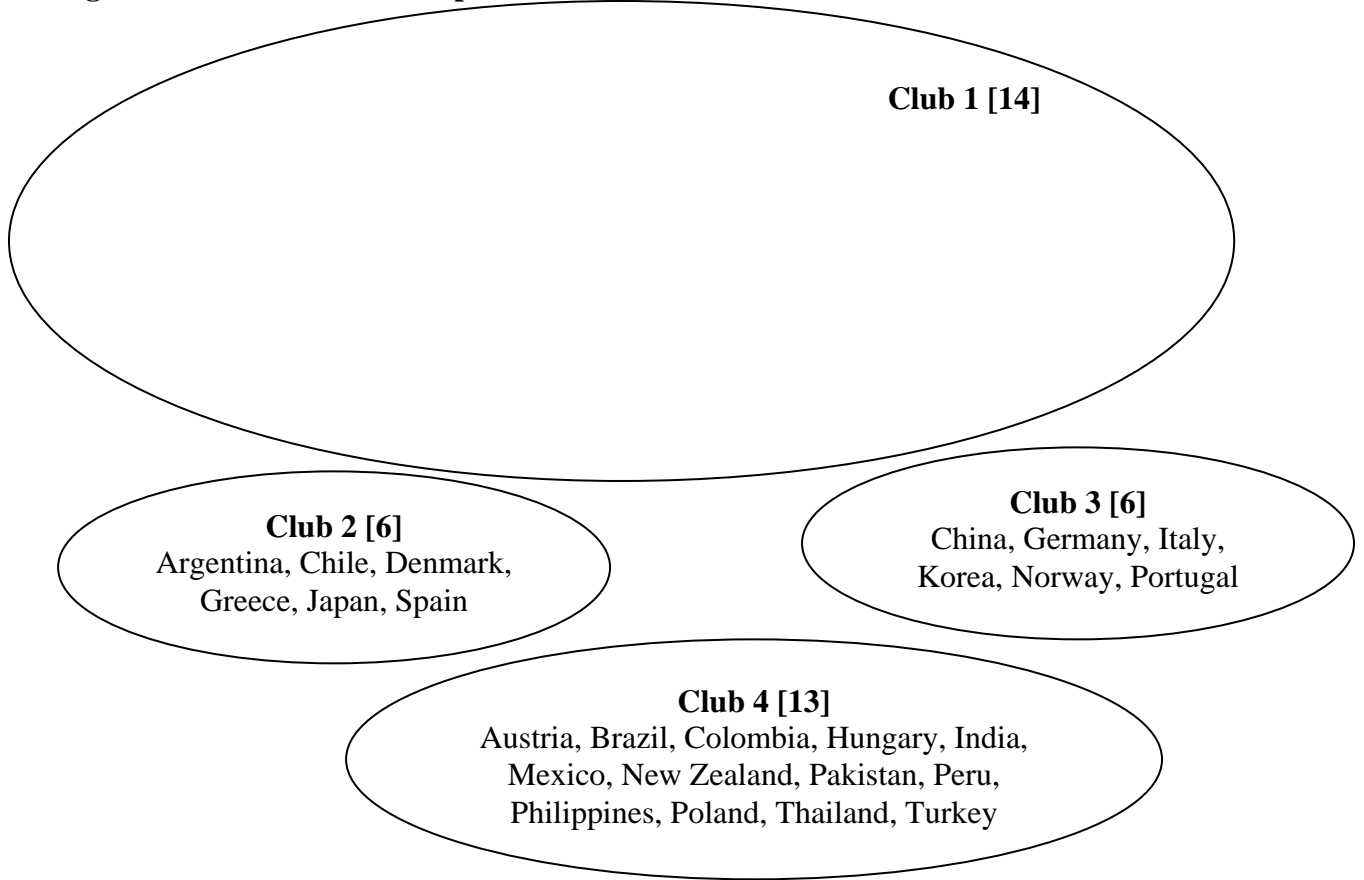 Club 1 [14]
Club 2 [6]
Argentina, Chile, Denmark,
Greece, Japan, Spain
Club 3 [6]
China, Germany, Italy,
Korea, Norway, Portugal
Club 4 [13]
Austria, Brazil, Colombia, Hungary, India,
Mexico, New Zealand, Pakistan, Peru,
Philippines, Poland, Thailand, Turkey